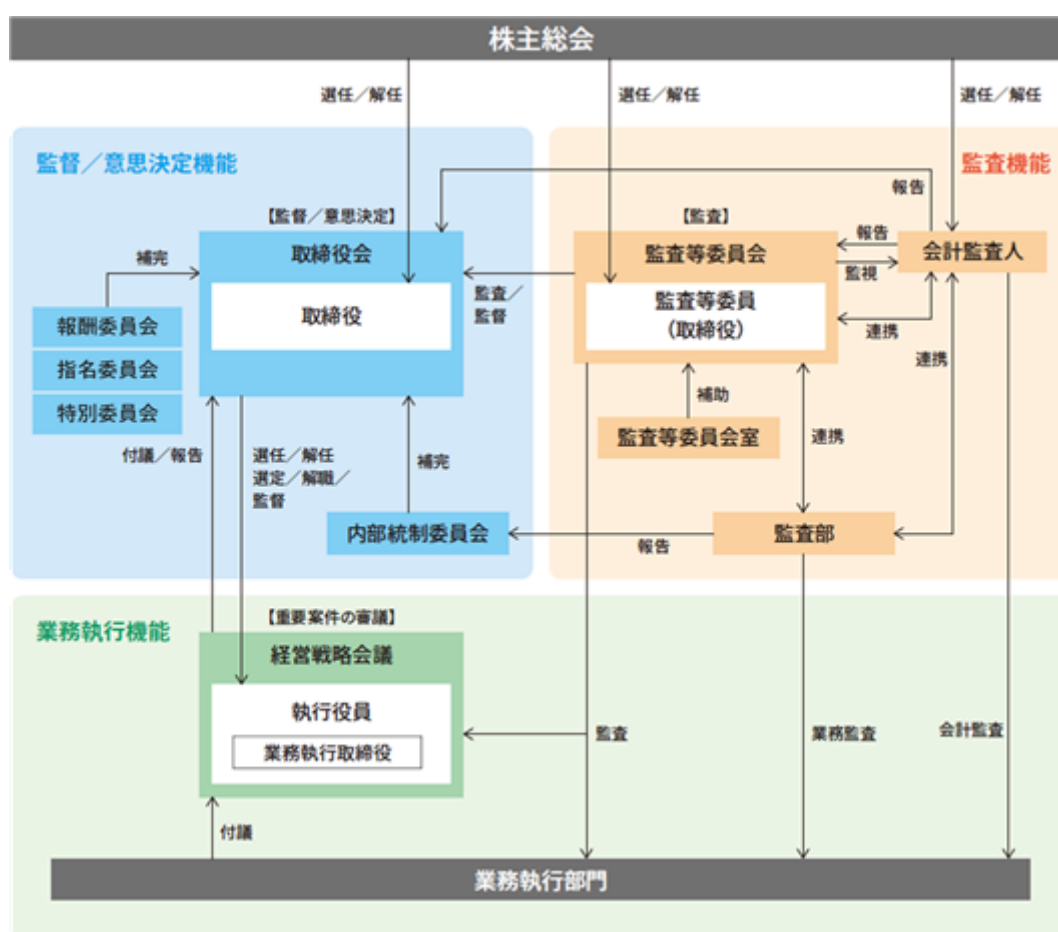 株主総会
選任／解任
選任／解任
選任／解任
監督／意思決定機能
監査機能
報告
【監督／意思決定】
【監査】
取締役会
取締役
監査等委員会
監査等委員
（取締役）
会計監査人
報告
監視
補完
監査／
監督
連携
連携
報酬委員会
指名委員会
特別委員会
補助
監査等委員会室
付議／報告
選任／解任
選定／解職／
監督
補完
連携
内部統制委員会
報告
監査部
業務執行機能
【重要案件の審議】
経営戦略会議
執行役員
業務執行取締役
監査
業務監査
会計監査
付議
業務執行部門